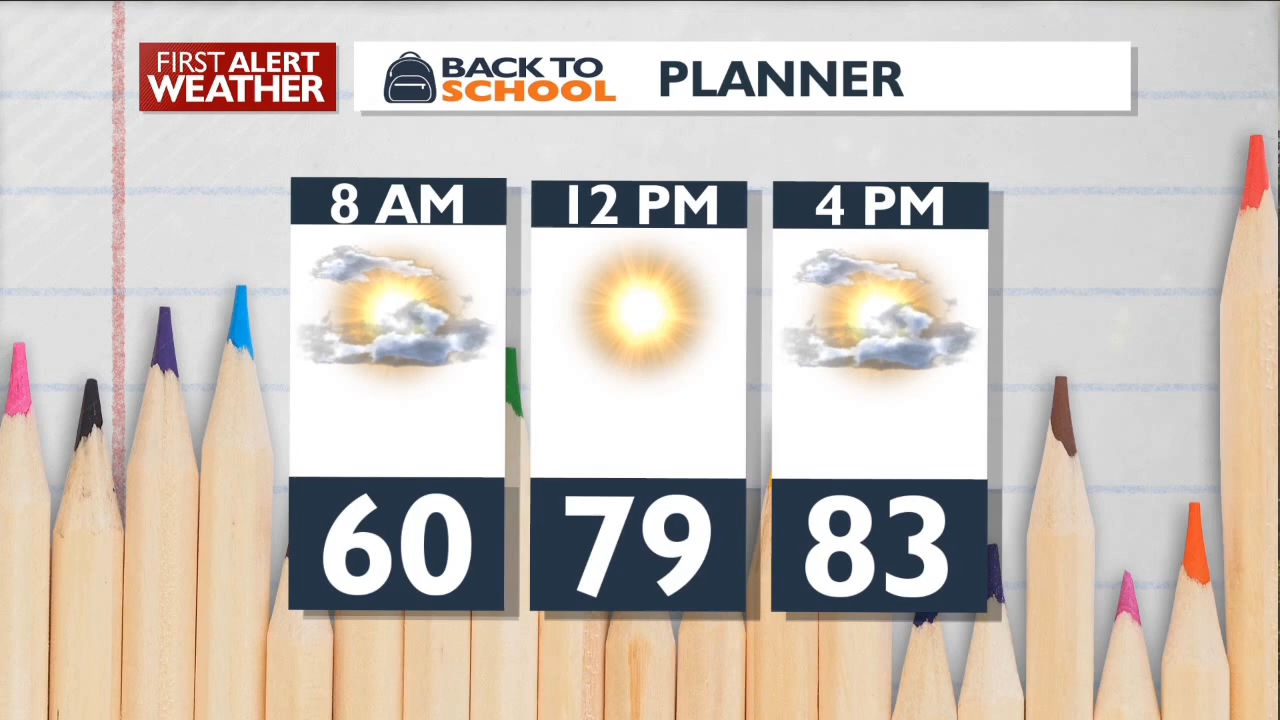 FIRST ALERT
WEATHER
BACK TO
SCHOOL
PLANNER
8 AM
12 PM
4 PM
60
79
83